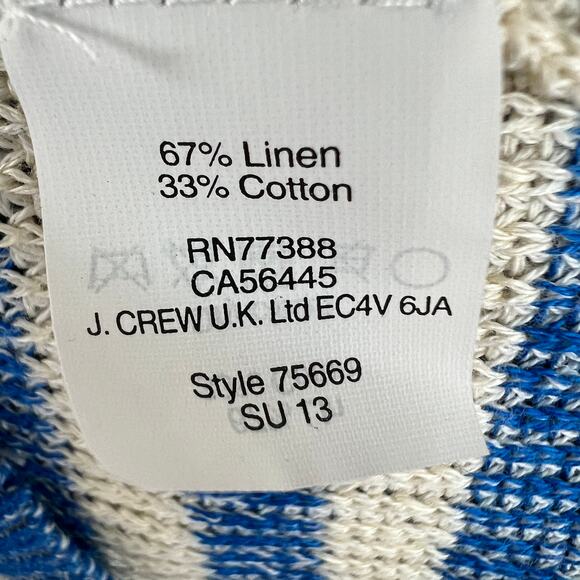 67% Linen
33% Cotton
RN77388
CA56445
J. CREW U.K. Ltd EC4V 6JA
Style 75669
SU 13